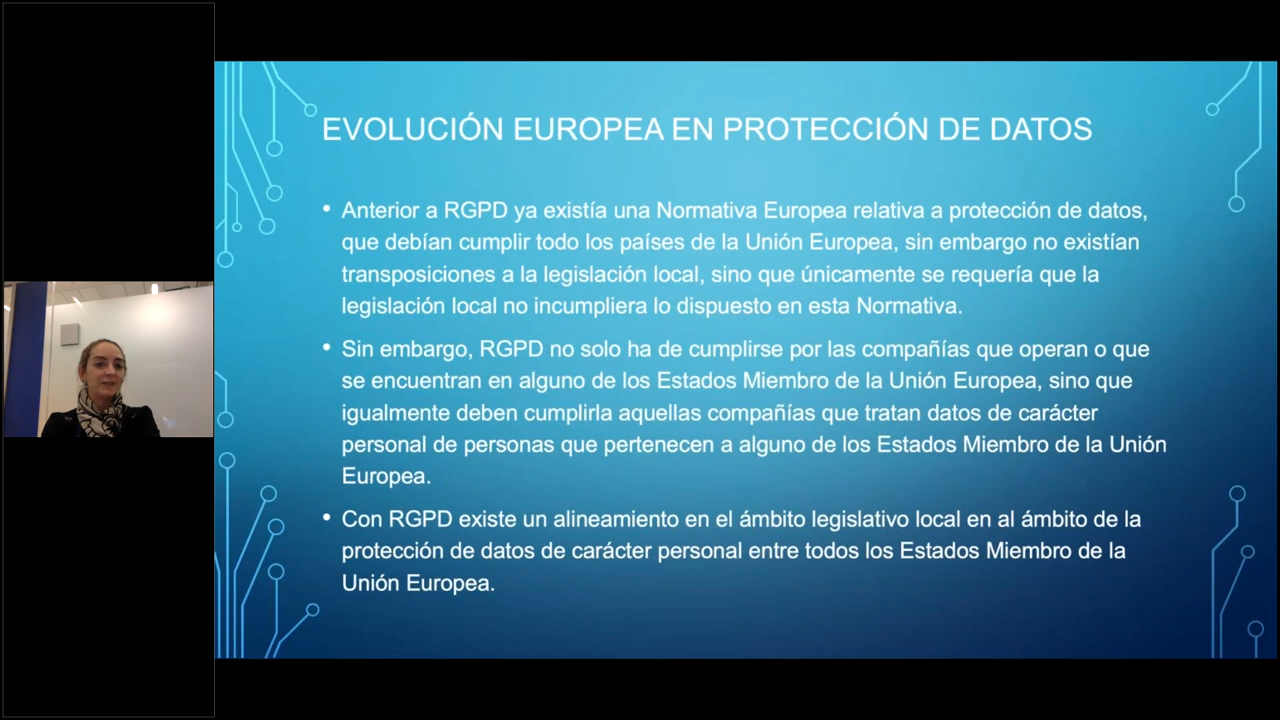 EVOLUCIÓN EUROPEA EN PROTECCIÓN DE DATOS
• Anterior a RGPD ya existía una Normativa Europea relativa a protección de datos,
que debían cumplir todo los países de la Unión Europea, sin embargo no existían
transposiciones a la legislación local, sino que únicamente se requería que la
legislación local no incumpliera lo dispuesto en esta Normativa.
• Sin embargo, RGPD no solo ha de cumplirse por las compañías que operan o que
se encuentran en alguno de los Estados Miembro de la Unión Europea, sino que
igualmente deben cumplirla aquellas compañías que tratan datos de carácter
personal de personas que pertenecen a alguno de los Estados Miembro de la Unión
Europea.
• Con RGPD existe un alineamiento en el ámbito legislativo local en al ámbito de la
protección de datos de carácter personal entre todos los Estados Miembro de la
Unión Europea.